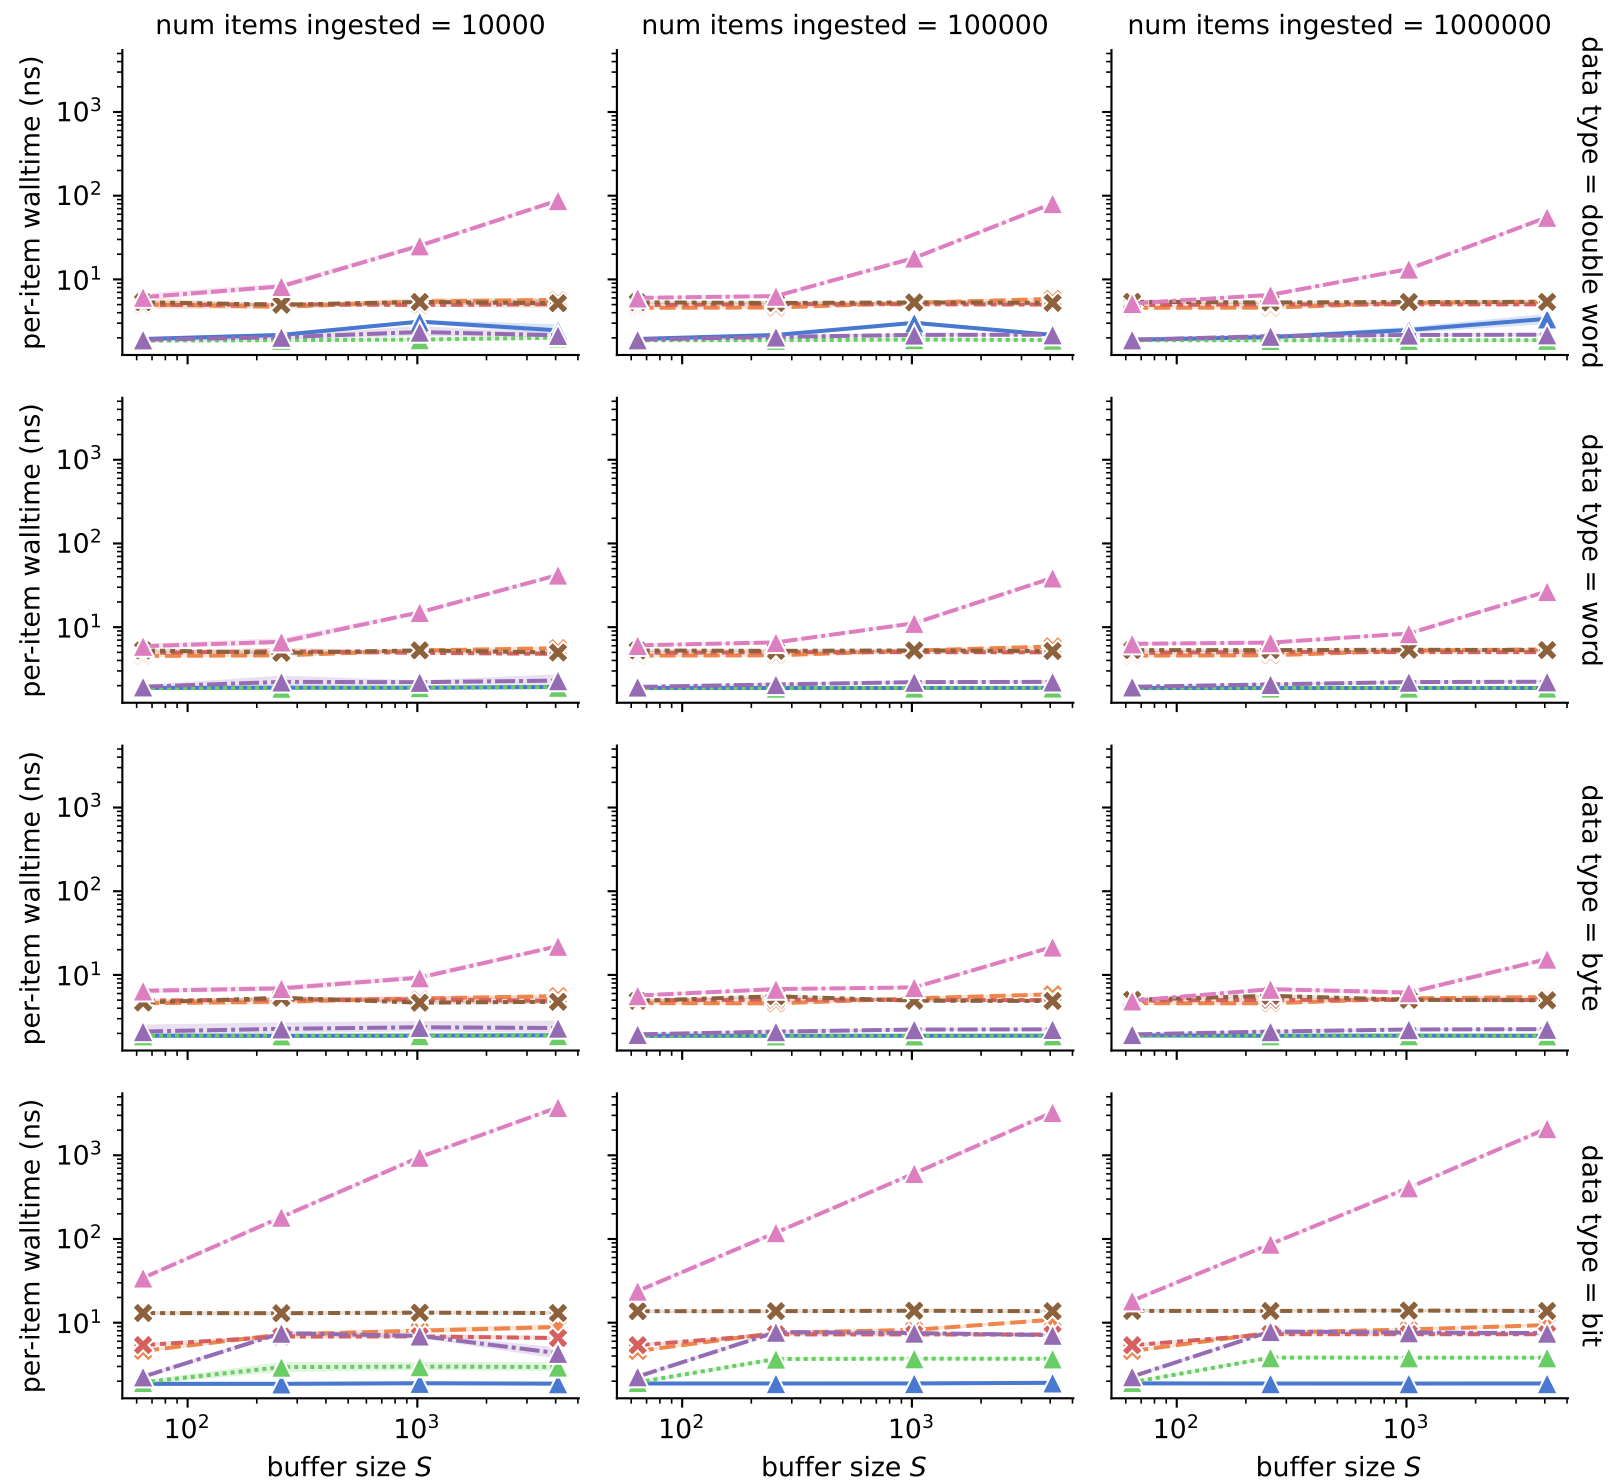 num items ingested = 10000
num items ingested = 100000
num items ingested = 1000000
per-item walltime (ns)
10³
10²
10¹
data type = double word
per-item walltime (ns)
10³
10²
10¹
data type = word
per-item walltime (ns)
10³
10²
10¹
data type = byte
per-item walltime (ns)
10³
10²
10¹
data type = bit
10² 10³
10² 10³
10² 10³
buffer size S
buffer size S
buffer size S